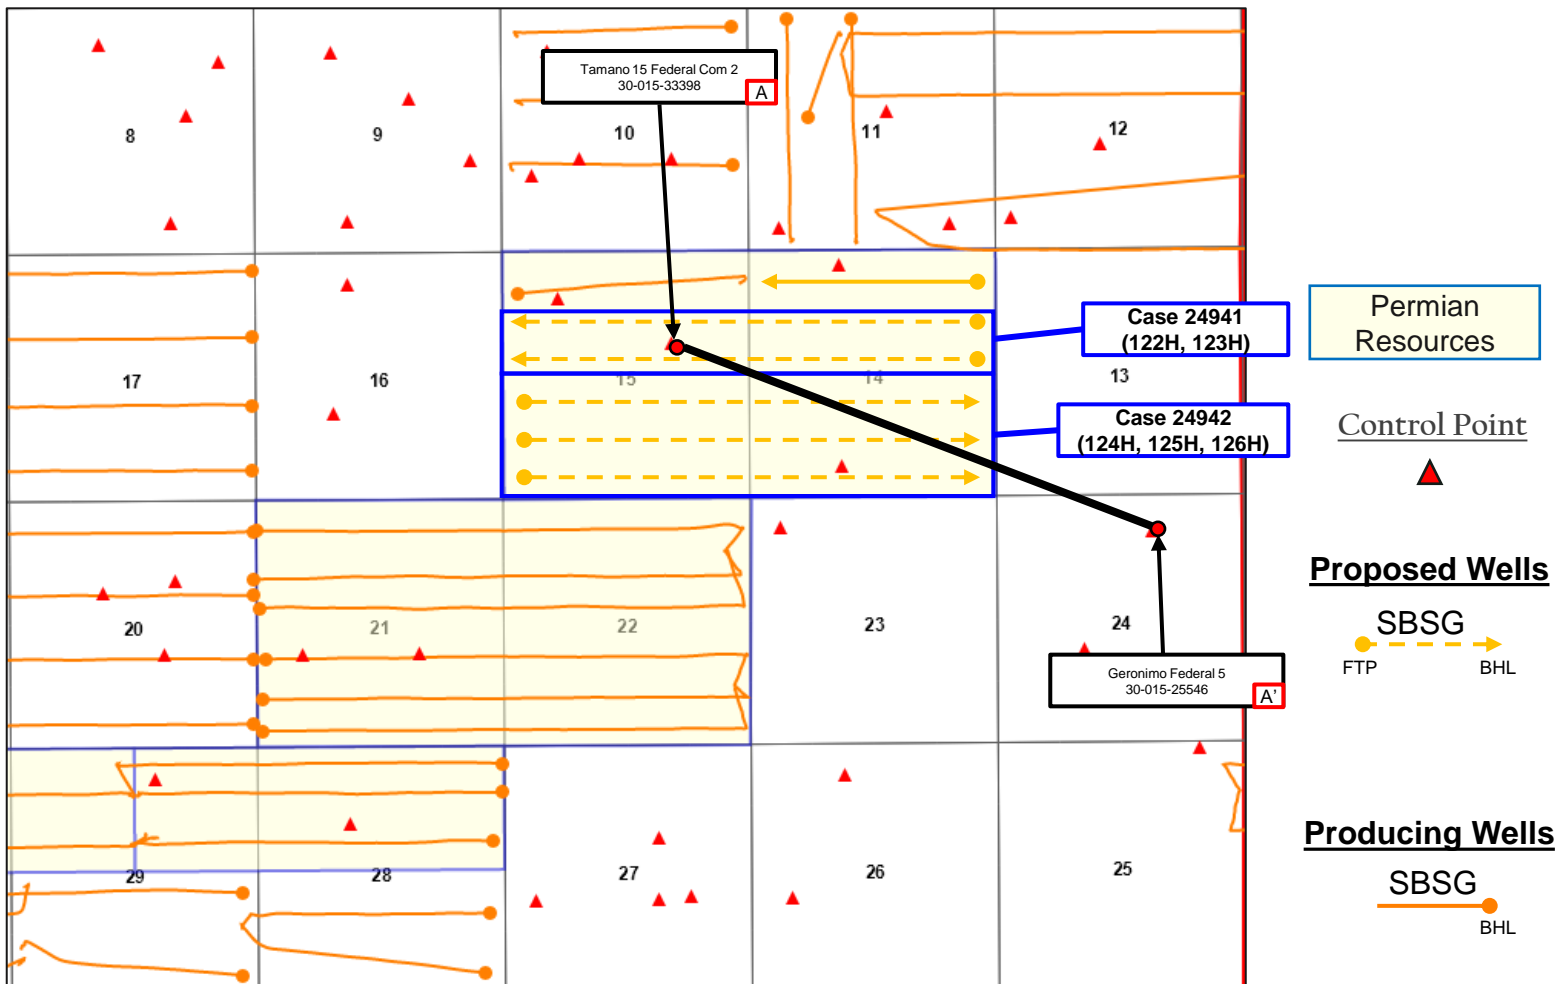 Tamano 15 Federal Com 2
30-015-33398
A
8
9
10
11
12
Case 24941
(122H, 123H)
17
16
15
14
13
Case 24942
(124H, 125H, 126H)
20
21
22
23
24
Geronimo Federal 5
30-015-25546
A'
29
28
27
26
25
Permian
Resources
Control Point
Proposed Wells
SBSG
FTP
BHL
Producing Wells
SBSG
BHL